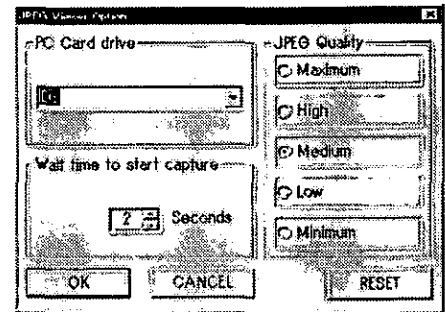 JPEG Viewer Option
PC Card drive
Wait time to start capture
2 Seconds
JPEG Quality
Maximum
High
Medium
Low
Minimum
OK
CANCEL
RESET